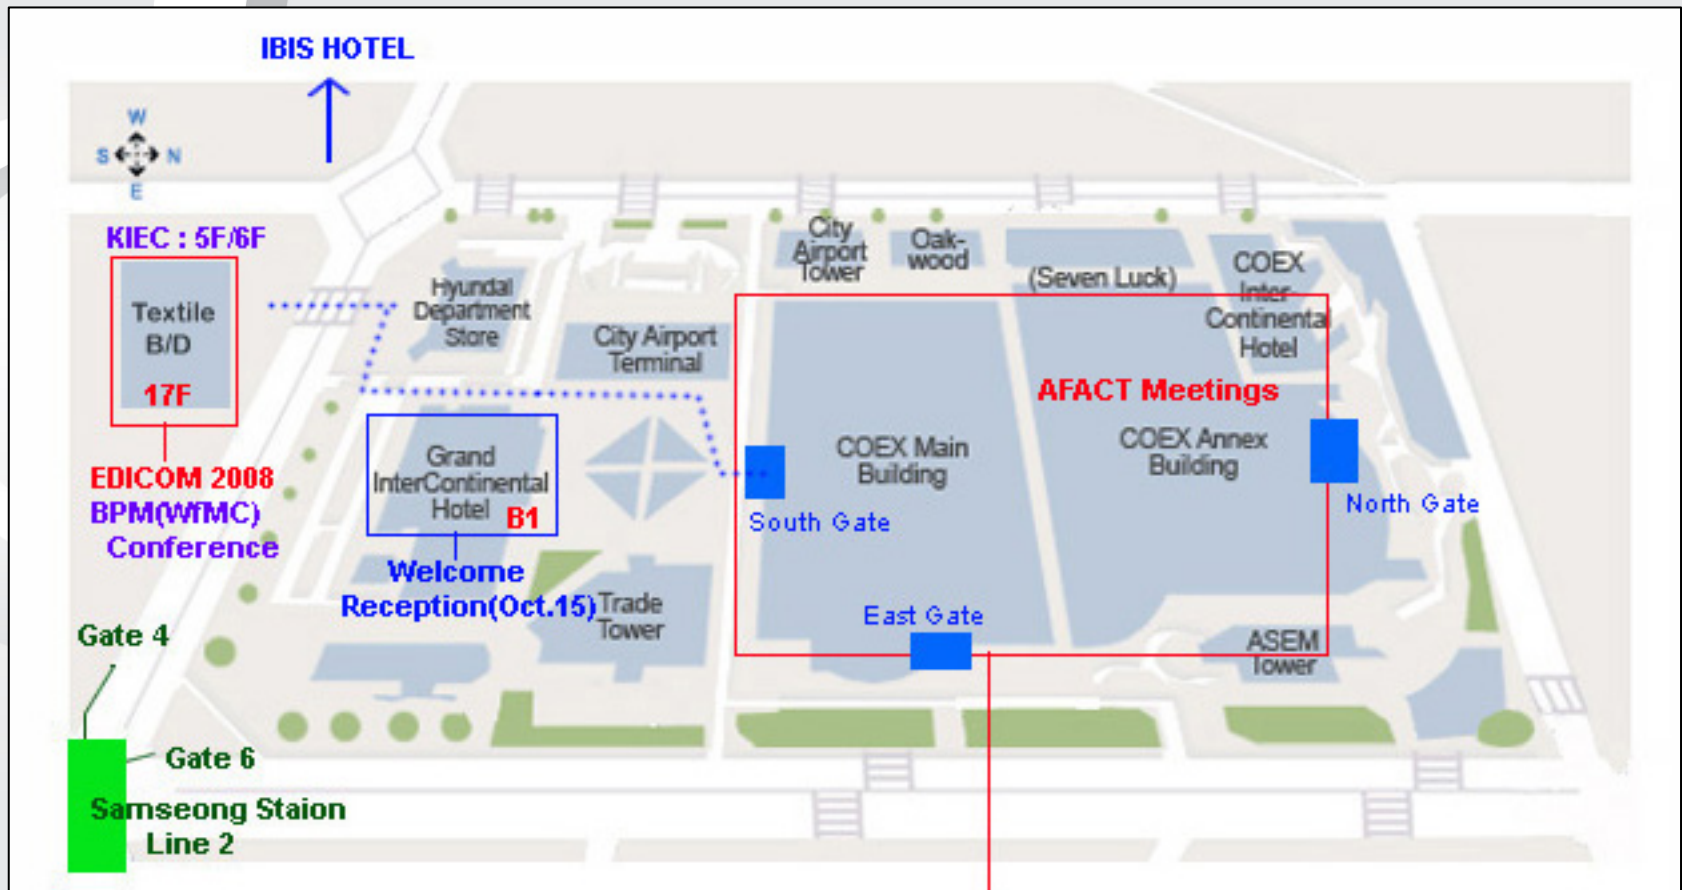 IBIS HOTEL
W
S N
E
KIEC : 5F/6F
Textile
B/D
17F
EDICOM 2008
BPM(WfMC)
Conference
Hyundai
Department
Store
City Airport
Terminal
City
Airport
Tower
Oak-
wood
(Seven Luck)
COEX
Inter-
Continental
Hotel
AFACT Meetings
COEX Main
Building
COEX Annex
Building
South Gate
North Gate
East Gate
Grand
InterContinental
Hotel B1
Welcome
Reception(Oct.15)
Trade
Tower
ASEM
Tower
Gate 4
Gate 6
Samseong Staion
Line 2